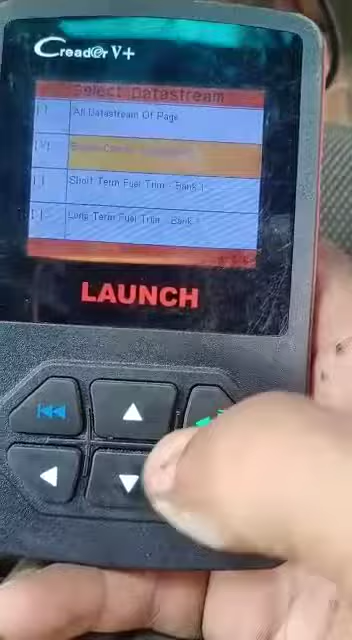 Creader V+
Select Datastream
[ ] All Datastream Of Page
[ ] Short Term Fuel Trim - Bank 1
[ ] Long Term Fuel Trim - Bank
LAUNCH